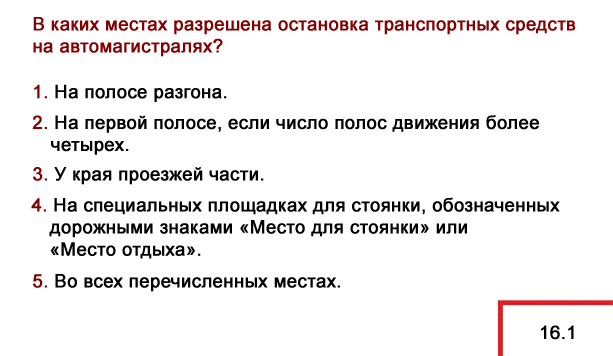 В каких местах разрешена остановка транспортных средств
на автомагистралях?
1. На полосе разгона.
2. На первой полосе, если число полос движения более
четырех.
3. У края проезжей части.
4. На специальных площадках для стоянки, обозначенных
дорожными знаками «Место для стоянки» или
«Место отдыха».
5. Во всех перечисленных местах.
16.1